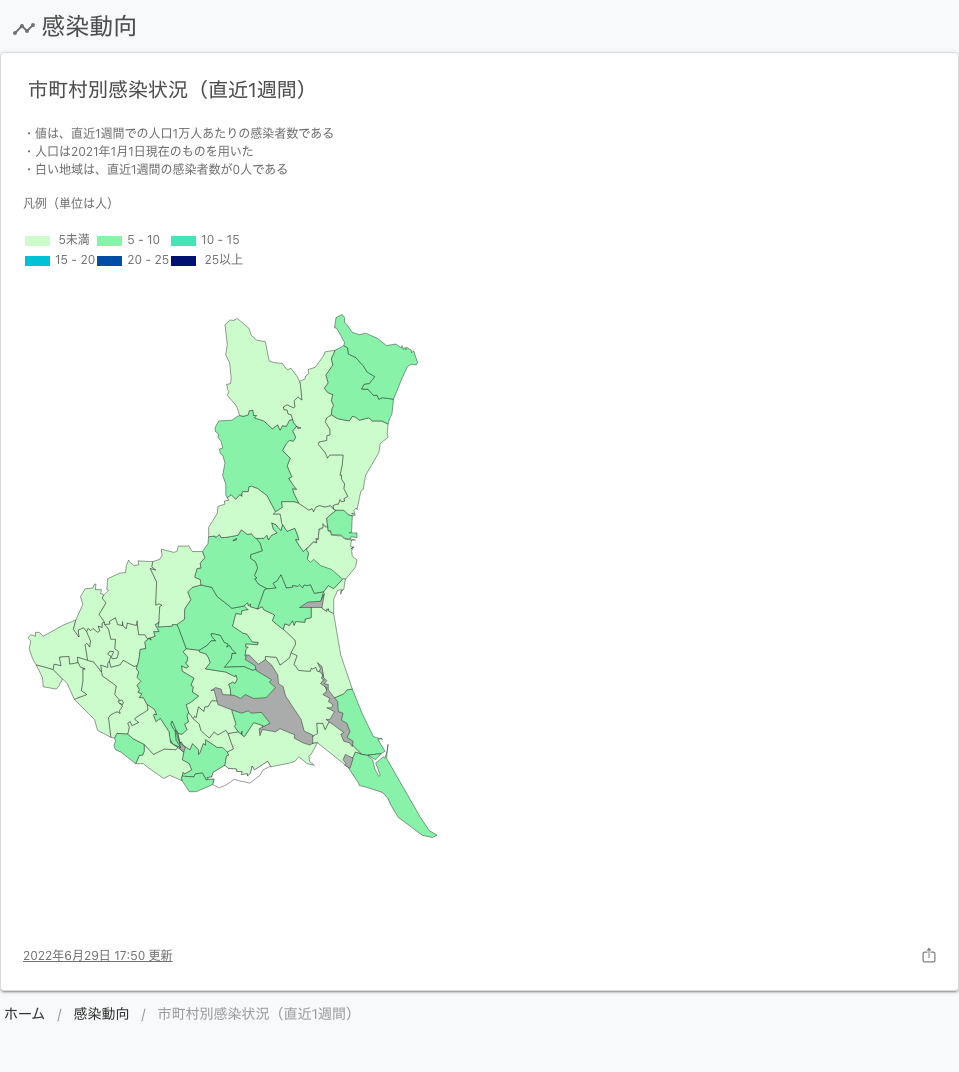 感染動向
市町村別感染状況（直近1週間）
・値は、直近1週間での人口1万人あたりの感染者数である
・人口は2021年1月1日現在のものを用いた
・白い地域は、直近1週間の感染者数が0人である
凡例（単位は人）
5未満 5 - 10 10 - 15
15 - 20 20 - 25 25以上
2022年6月29日 17:50 更新
ホーム / 感染動向 / 市町村別感染状況（直近1週間）